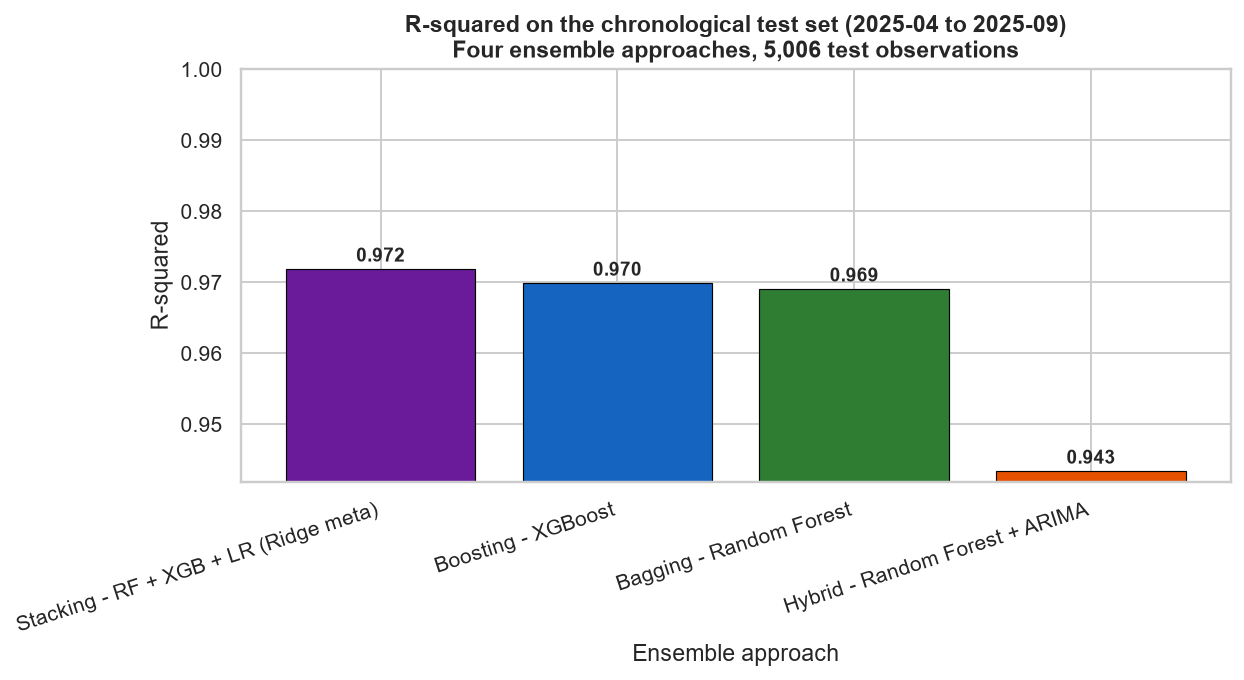 R-squared on the chronological test set (2025-04 to 2025-09)
Four ensemble approaches, 5,006 test observations
1.00
0.99
0.98
0.97
0.96
0.95
R-squared
0.972
0.970
0.969
0.943
Stacking - RF + XGB + LR (Ridge meta)
Boosting - XGBoost
Bagging - Random Forest
Hybrid - Random Forest + ARIMA
Ensemble approach